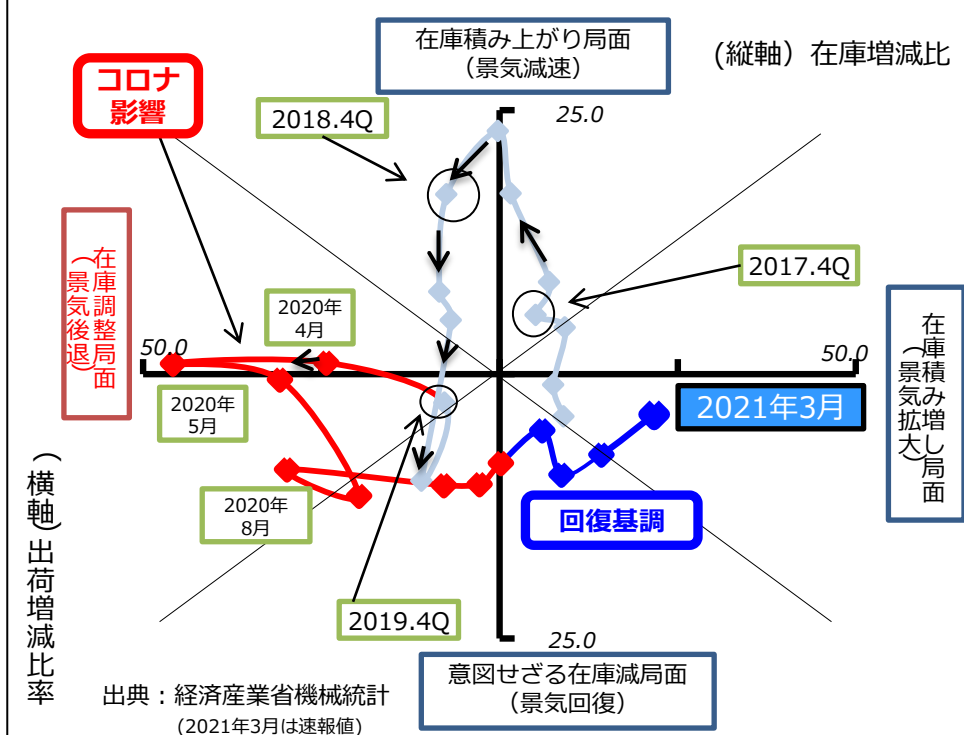 在庫積み上がり局面
（景気減速）
(縦軸）在庫増減比
コロナ
影響
2018.4Q
25.0
2017.4Q
在庫調整局面
（景気後退）
2020年
4月
50.0
50.0
在庫積み増し局面
（景気拡大）
2020年
5月
2021年3月
2020年
8月
回復基調
（横軸）出荷増減比率
2019.4Q
25.0
意図せざる在庫減局面
（景気回復）
出典：経済産業省機械統計
(2021年3月は速報値)